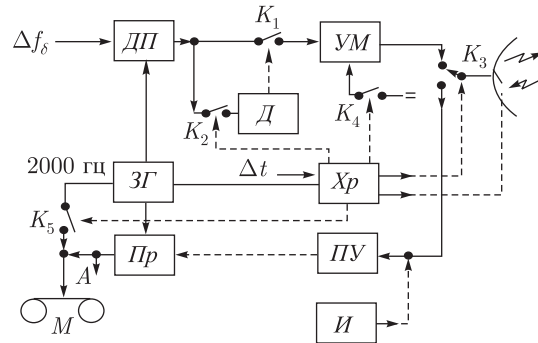 Δf_δ
ДП
K₁
УМ
K₃
K₂
Д
K₄
=
2000 гц
ЗГ
Δt
Хр
K₅
Пр
ПУ
А
М
И